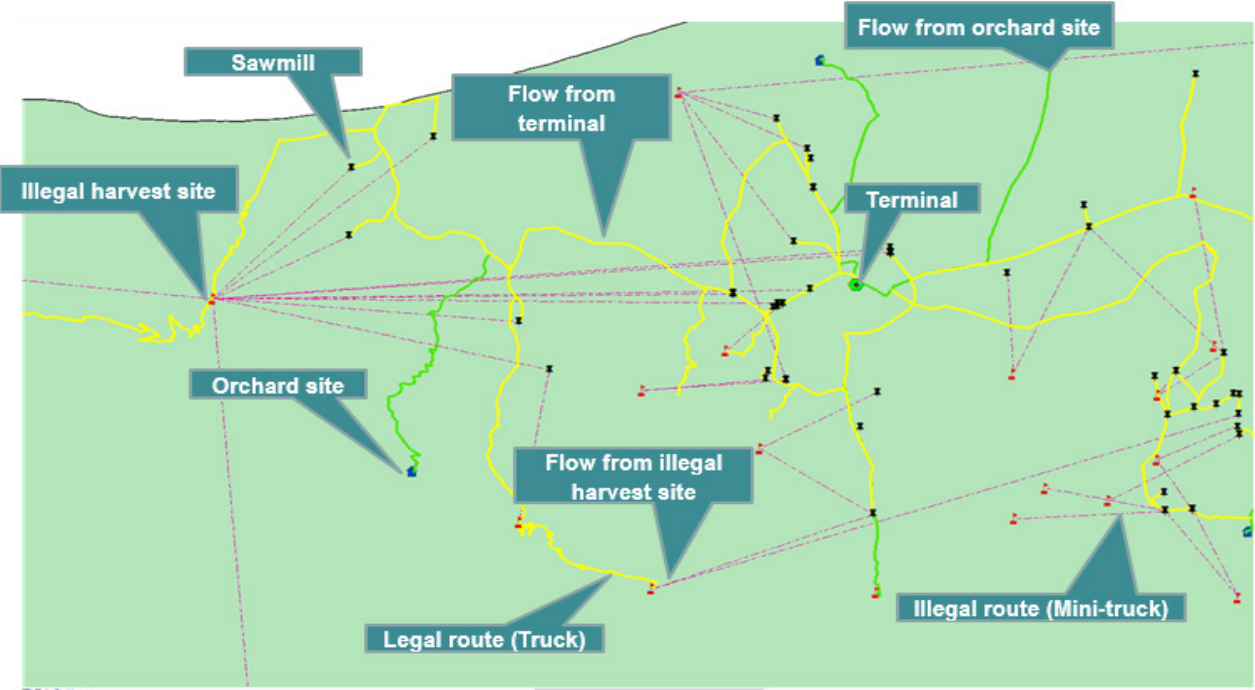 Flow from orchard site
Sawmill
Flow from
terminal
Illegal harvest site
Terminal
Orchard site
Flow from illegal
harvest site
Illegal route (Mini-truck)
Legal route (Truck)